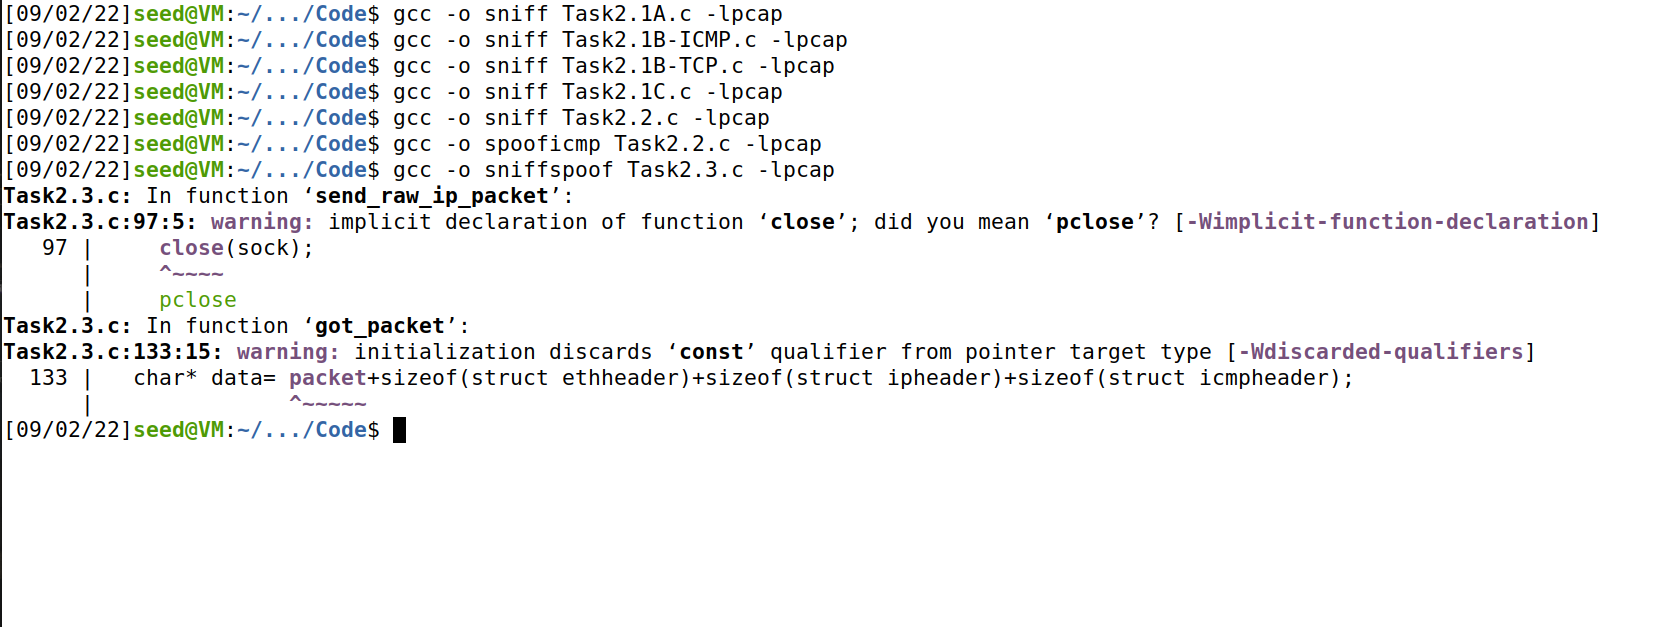 [09/02/22]seed@VM:~/.../Code$ gcc -o sniff Task2.1A.c -lpcap
[09/02/22]seed@VM:~/.../Code$ gcc -o sniff Task2.1B-ICMP.c -lpcap
[09/02/22]seed@VM:~/.../Code$ gcc -o sniff Task2.1B-TCP.c -lpcap
[09/02/22]seed@VM:~/.../Code$ gcc -o sniff Task2.1C.c -lpcap
[09/02/22]seed@VM:~/.../Code$ gcc -o sniff Task2.2.c -lpcap
[09/02/22]seed@VM:~/.../Code$ gcc -o spooficmp Task2.2.c -lpcap
[09/02/22]seed@VM:~/.../Code$ gcc -o sniffspoof Task2.3.c -lpcap
Task2.3.c: In function ‘send_raw_ip_packet’:
Task2.3.c:97:5: warning: implicit declaration of function ‘close’; did you mean ‘pclose’? [-Wimplicit-function-declaration]
   97 |     close(sock);
      |     ^~~~~
      |     pclose
Task2.3.c: In function ‘got_packet’:
Task2.3.c:133:15: warning: initialization discards ‘const’ qualifier from pointer target type [-Wdiscarded-qualifiers]
  133 |   char* data= packet+sizeof(struct ethheader)+sizeof(struct ipheader)+sizeof(struct icmpheader);
      |               ^~~~~~
[09/02/22]seed@VM:~/.../Code$